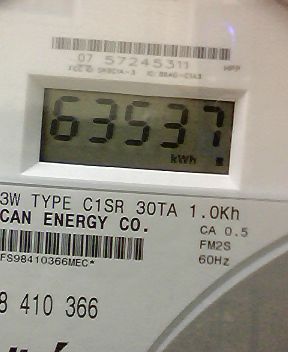 07 57245311
HPP
63537
kWh
3W TYPE C1SR 30TA 1.0Kh
CAN ENERGY CO.
CA 0.5
FM2S
60Hz
FS98410366MEC*
8 410 366